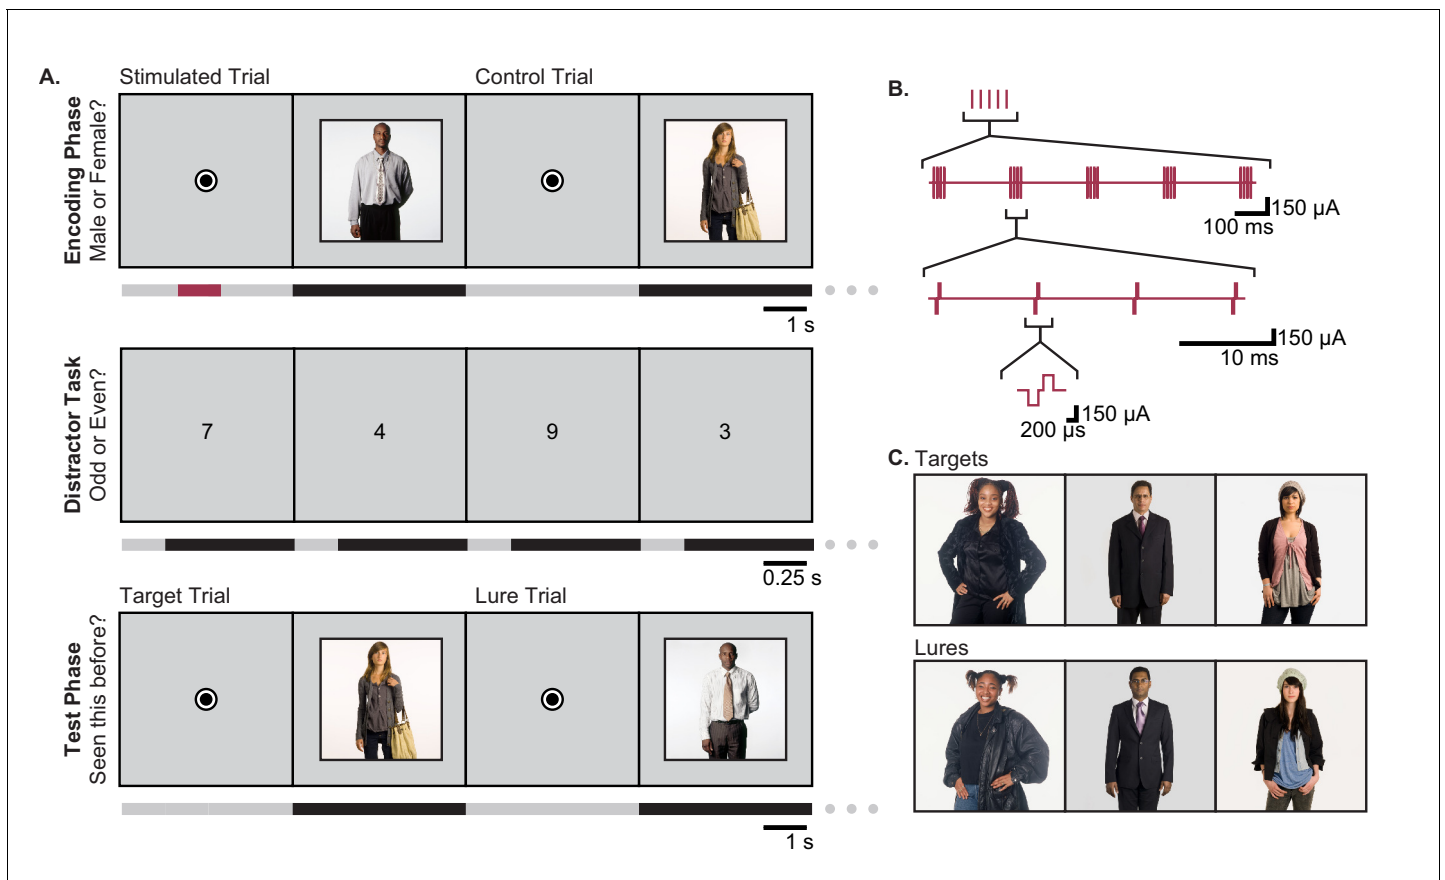 A.
Stimulated Trial
Control Trial
Encoding Phase
Male or Female?
1 s
Distractor Task
Odd or Even?
7
4
9
3
0.25 s
Target Trial
Lure Trial
Test Phase
Seen this before?
1 s
B.
150 µA
100 ms
150 µA
10 ms
150 µA
200 µs
C. Targets
Lures